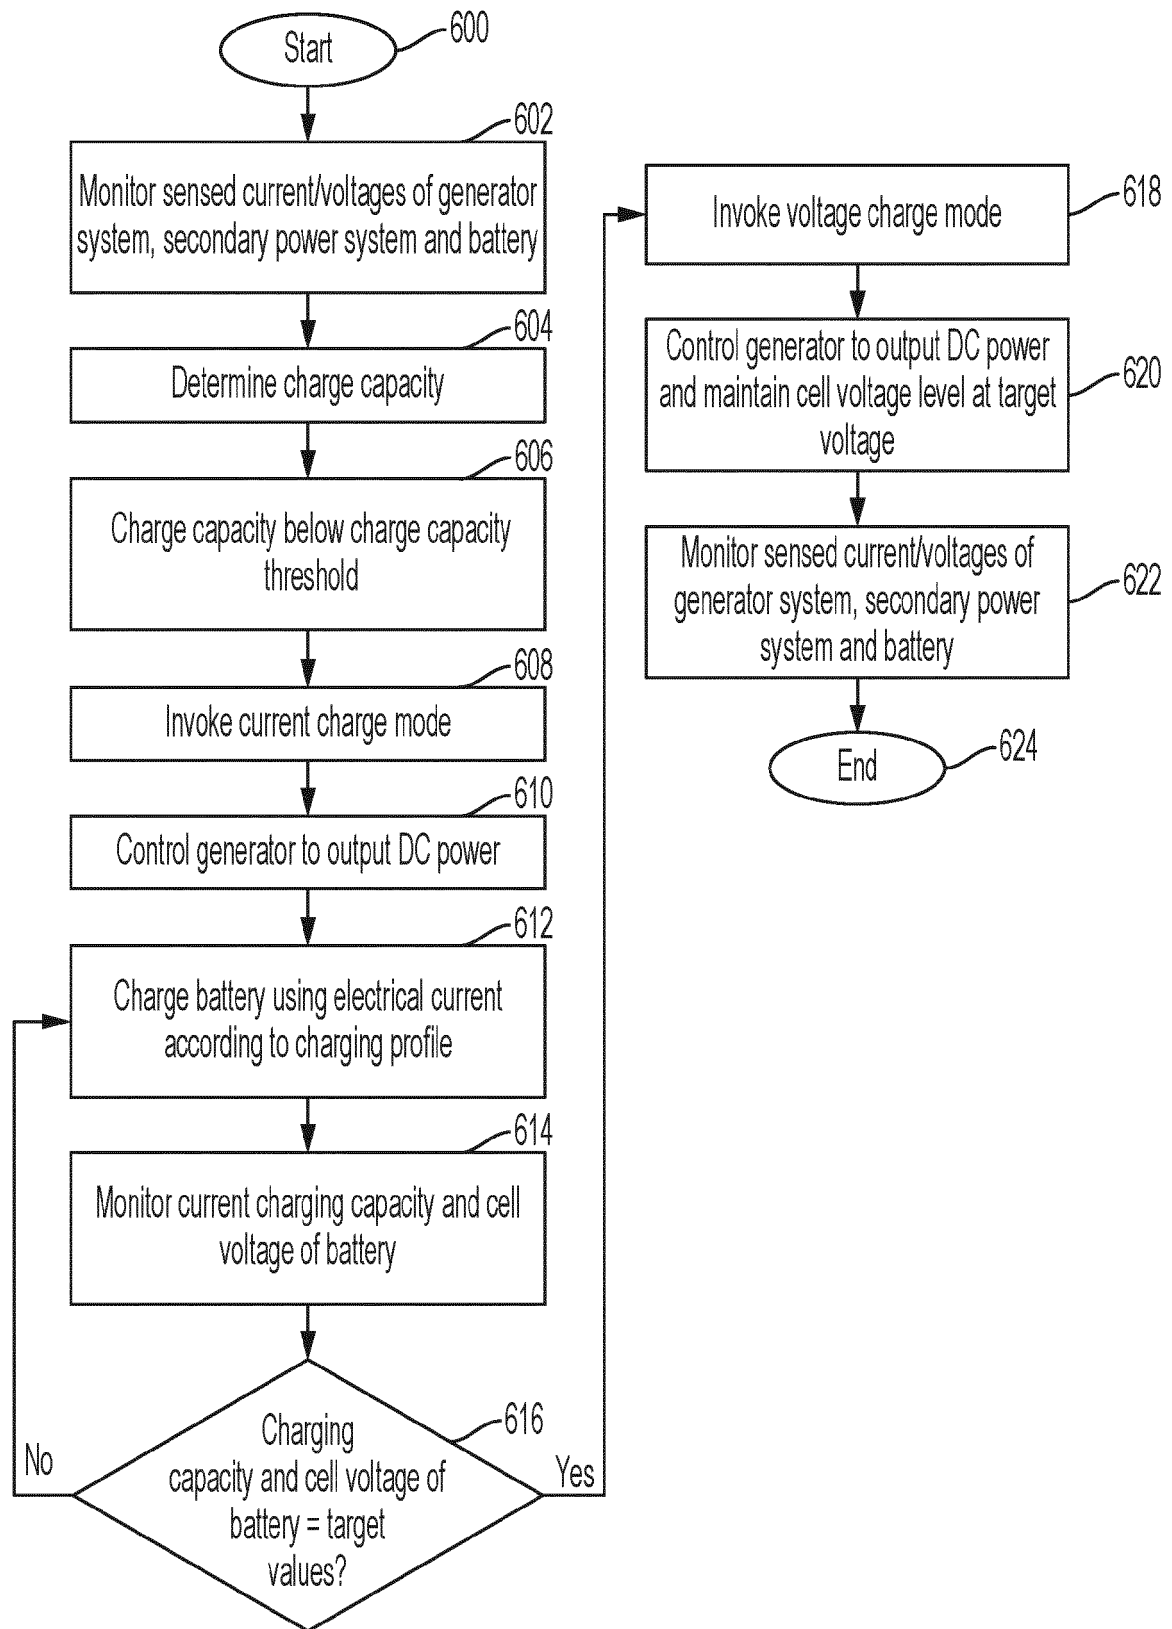 Start
600
602
Monitor sensed current/voltages of generator
system, secondary power system and battery
604
Determine charge capacity
606
Charge capacity below charge capacity
threshold
608
Invoke current charge mode
610
Control generator to output DC power
612
Charge battery using electrical current
according to charging profile
614
Monitor current charging capacity and cell
voltage of battery
616
Charging
capacity and cell voltage of
battery = target
values?
No
Yes
Invoke voltage charge mode
618
Control generator to output DC power
and maintain cell voltage level at target
voltage
620
Monitor sensed current/voltages of
generator system, secondary power
system and battery
622
End
624